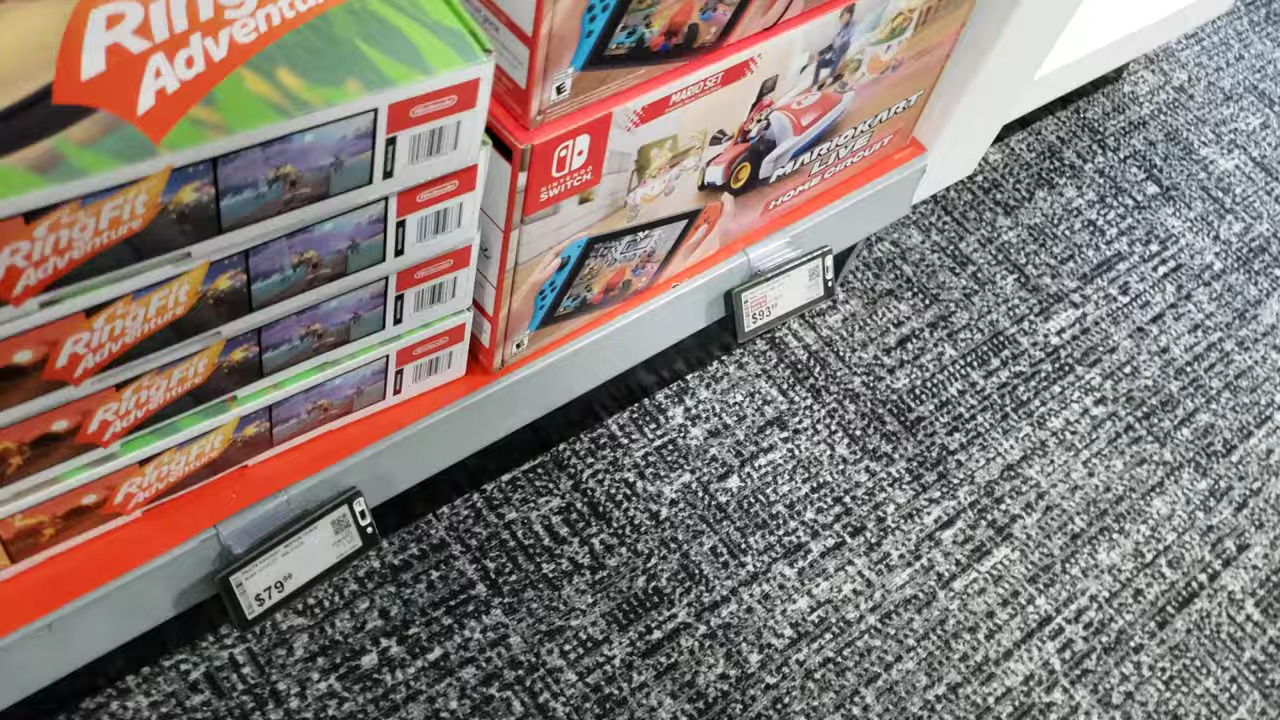 Ring Fit
Adventure
Nintendo
RingFit
Adventure
Nintendo
RingFit
Adventure
Nintendo
RingFit
Adventure
Nintendo
RingFit
Adventure
$79.99
E
MARIO SET
NINTENDO
SWITCH
MARIOKART
LIVE
HOME CIRCUIT
E
$93.99